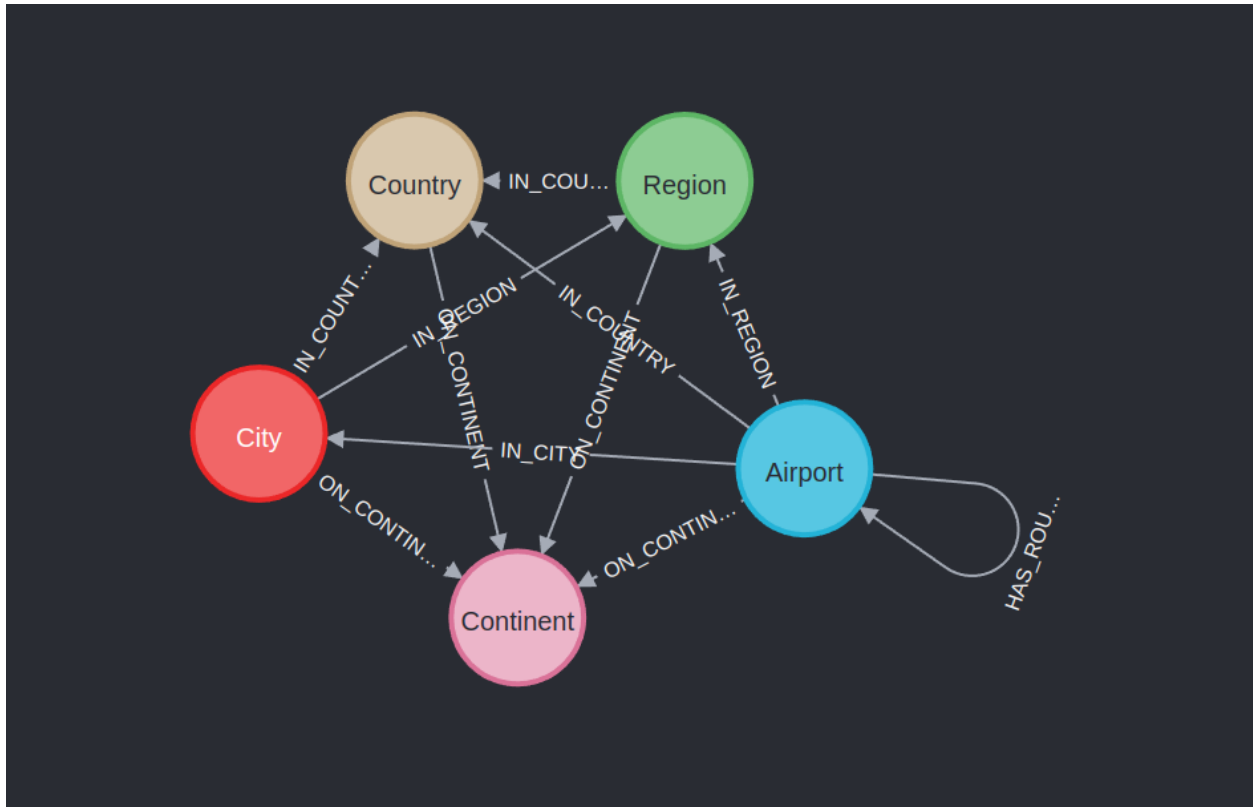 Country
IN_COU...
Region
IN_REGION
IN_COUNT...
IN_COUNTRY
IN_REGION
ON_CONTINENT
ON_CONTINENT
City
IN_CITY
Airport
ON_CONTIN...
ON_CONTIN...
HAS_ROU...
Continent